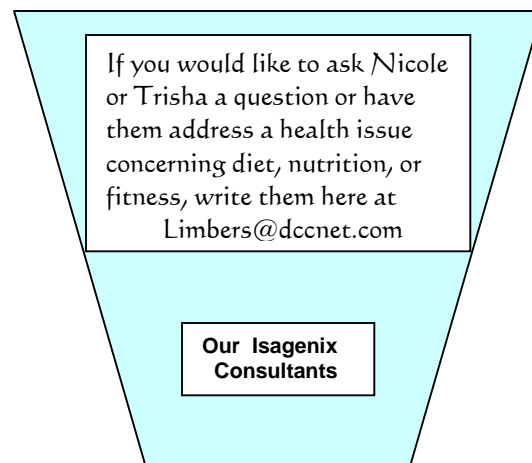 If you would like to ask Nicole
or Trisha a question or have
them address a health issue
concerning diet, nutrition, or
fitness, write them here at
Limbers@dccnet.com
Our Isagenix
Consultants